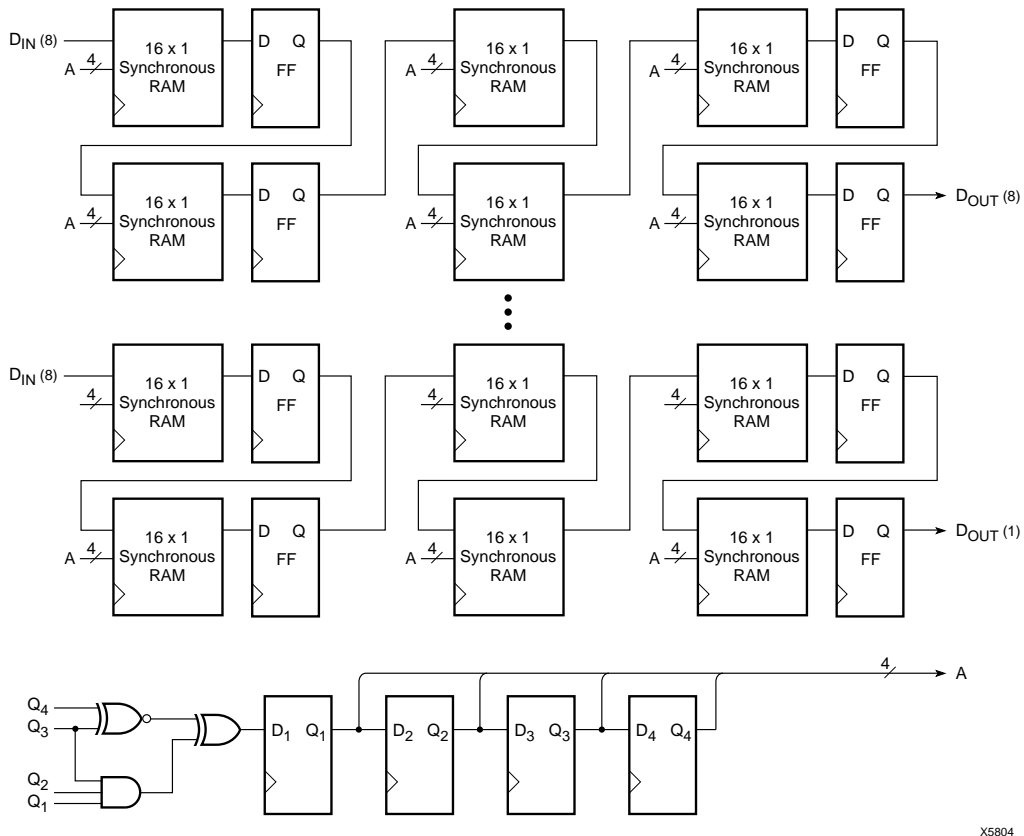 D_IN (8)
4
A
16 x 1
Synchronous
RAM
D Q
FF
4
A
16 x 1
Synchronous
RAM
4
A
16 x 1
Synchronous
RAM
D Q
FF
4
A
16 x 1
Synchronous
RAM
D Q
FF
4
A
16 x 1
Synchronous
RAM
4
A
16 x 1
Synchronous
RAM
D Q
FF
D_OUT (8)
D_IN (8)
4
16 x 1
Synchronous
RAM
D Q
FF
4
16 x 1
Synchronous
RAM
4
16 x 1
Synchronous
RAM
D Q
FF
4
A
16 x 1
Synchronous
RAM
D Q
FF
4
A
16 x 1
Synchronous
RAM
4
A
16 x 1
Synchronous
RAM
D Q
FF
D_OUT (1)
4
A
Q4
Q3
Q2
Q1
D1 Q1
D2 Q2
D3 Q3
D4 Q4
X5804